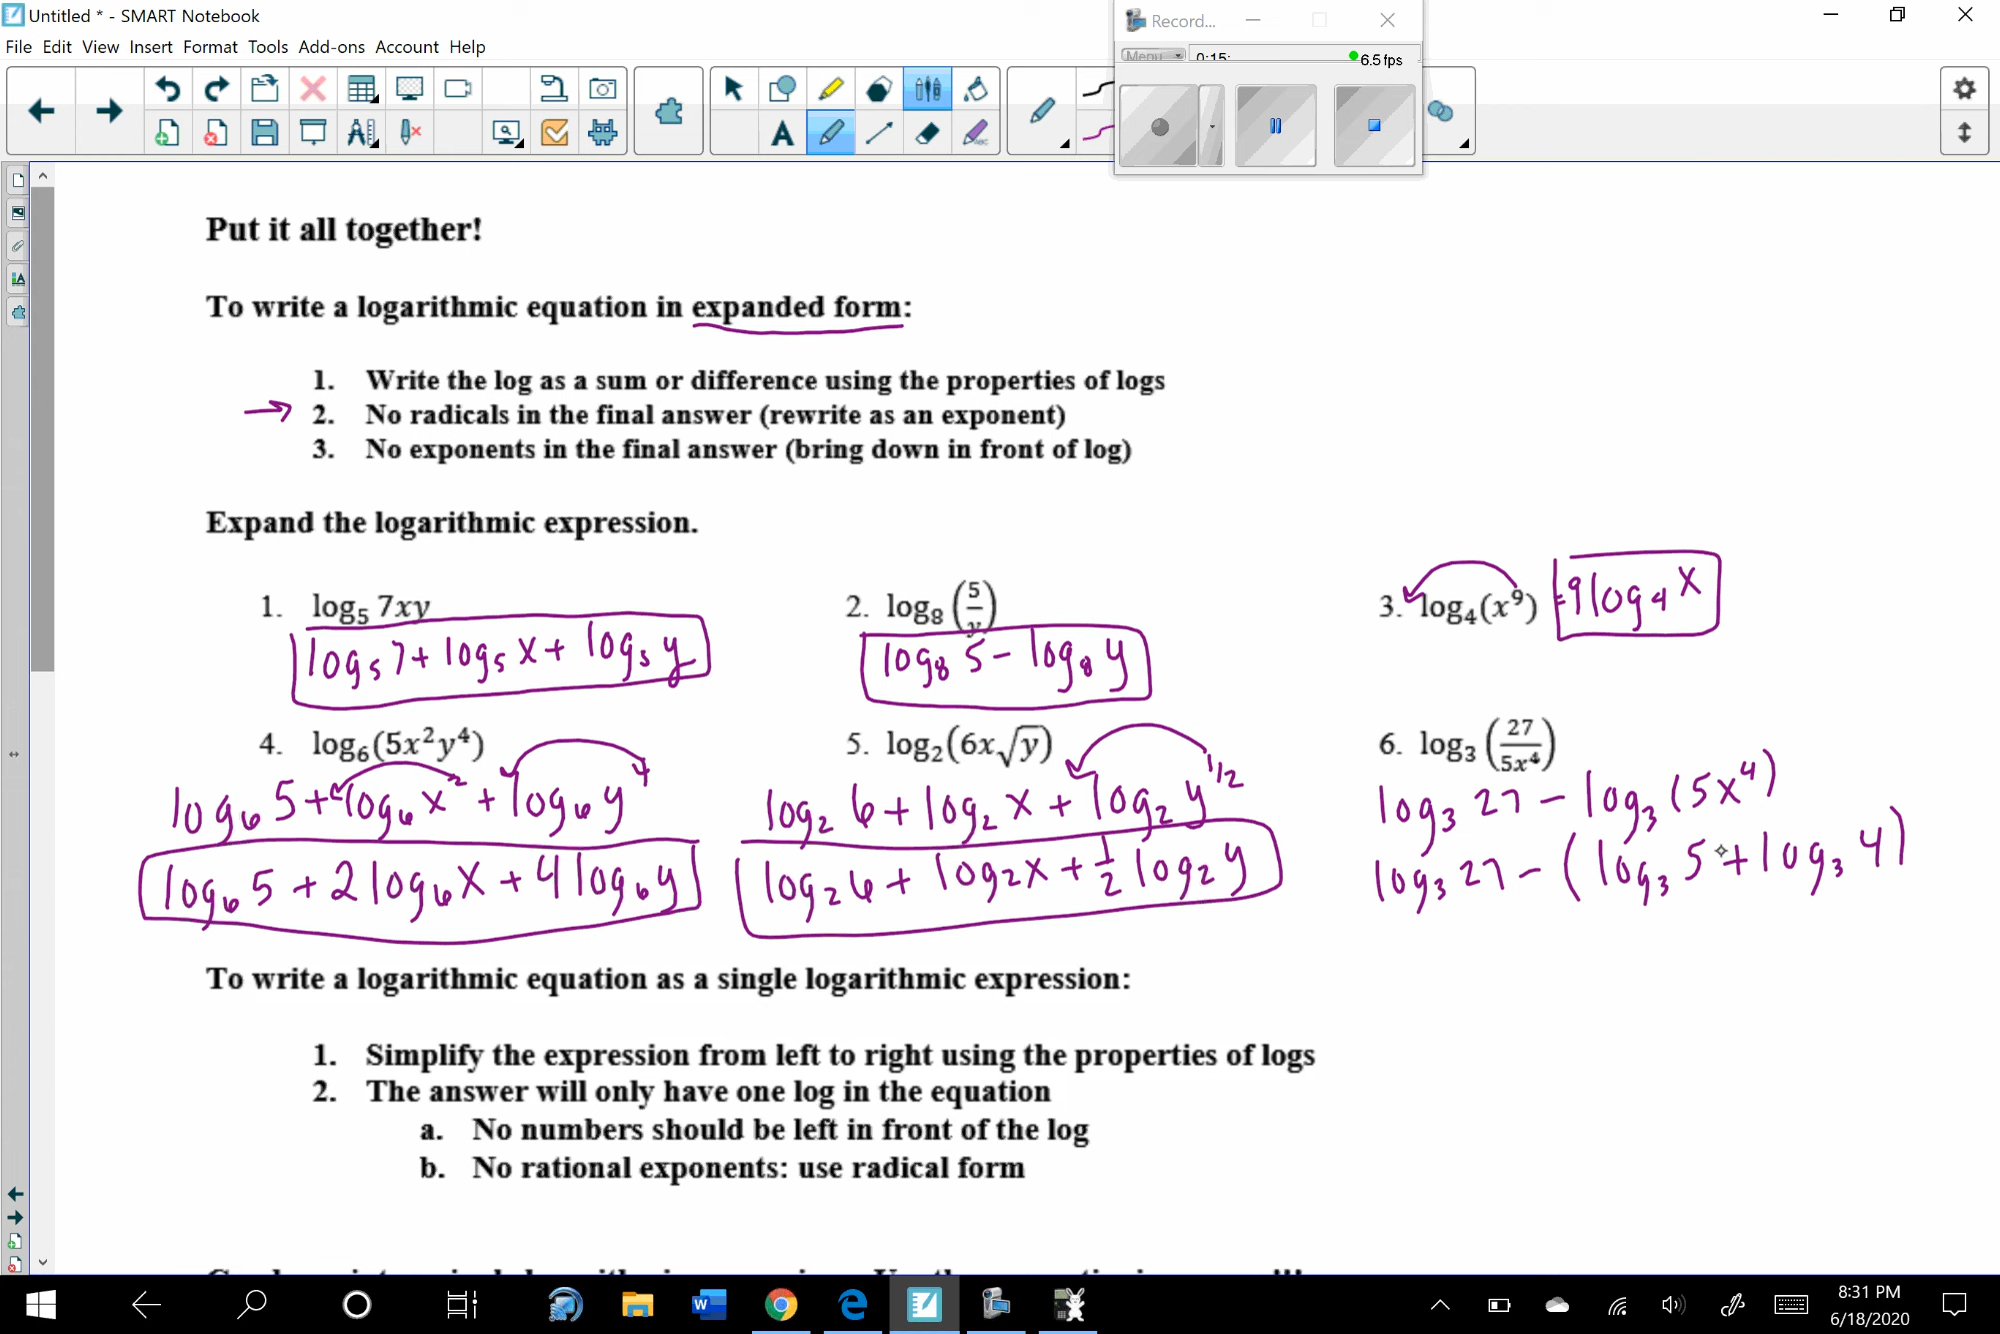 Untitled * - SMART Notebook
Record...
File Edit View Insert Format Tools Add-ons Account Help
Menu 0:15: 6.5 fps
Put it all together!
To write a logarithmic equation in expanded form:
1. Write the log as a sum or difference using the properties of logs
→ 2. No radicals in the final answer (rewrite as an exponent)
3. No exponents in the final answer (bring down in front of log)
Expand the logarithmic expression.
1. log₅ 7xy
log₅ 7 + log₅ x + log₅ y
2. log₈ (5/y)
log₈ 5 - log₈ y
3. log₄(x⁹) = 9 log₄ x
4. log₆(5x²y⁴)
log₆ 5 + log₆ x² + log₆ y⁴
log₆ 5 + 2 log₆ x + 4 log₆ y
5. log₂(6x√y)
log₂ 6 + log₂ x + log₂ y^1/2
log₂ 6 + log₂ x + 1/2 log₂ y
6. log₃ (27/5x⁴)
log₃ 27 - log₃ (5x⁴)
log₃ 27 - (log₃ 5 + log₃ 4)
To write a logarithmic equation as a single logarithmic expression:
1. Simplify the expression from left to right using the properties of logs
2. The answer will only have one log in the equation
a. No numbers should be left in front of the log
b. No rational exponents: use radical form
8:31 PM
6/18/2020